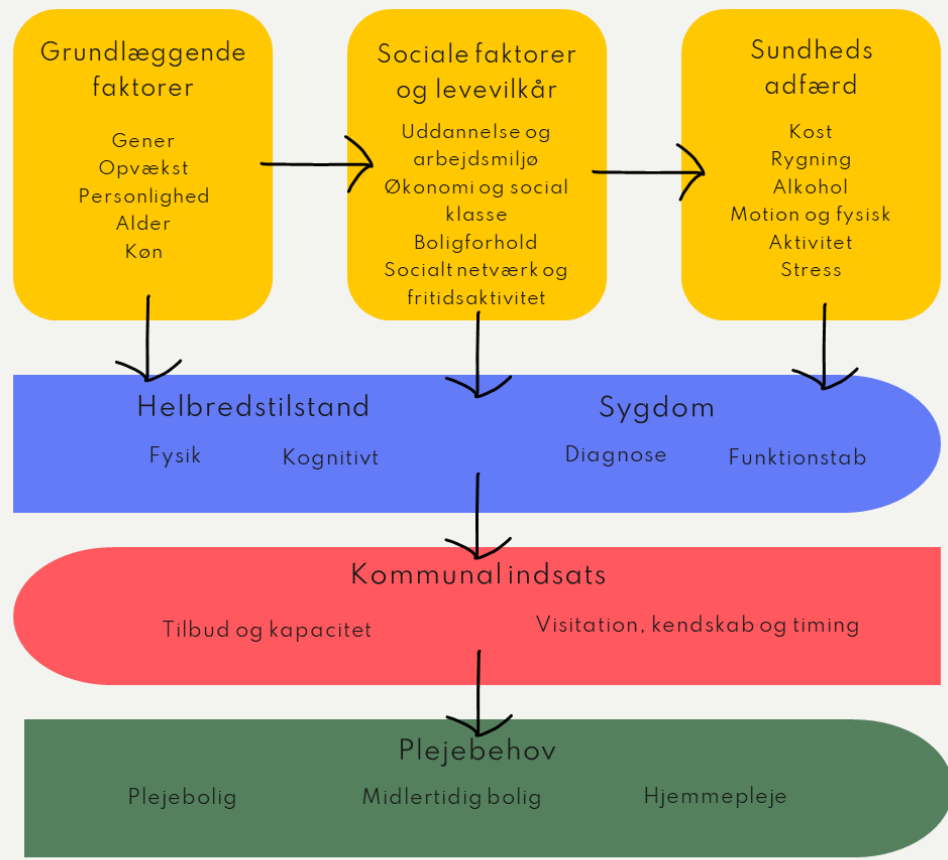 Grundlæggende
faktorer
Gener
Opvækst
Personlighed
Alder
Køn
Sociale faktorer
og levevilkår
Uddannelse og
arbejdsmiljø
Økonomi og social
klasse
Boligforhold
Socialt netværk og
fritidsaktivitet
Sundheds
adfærd
Kost
Rygning
Alkohol
Motion og fysisk
Aktivitet
Stress
Helbredstilstand
Fysik
Kognitivt
Sygdom
Diagnose
Funktionstab
Kommunal indsats
Tilbud og kapacitet
Visitation, kendskab og timing
Plejebehov
Plejebolig
Midlertidig bolig
Hjemmepleje